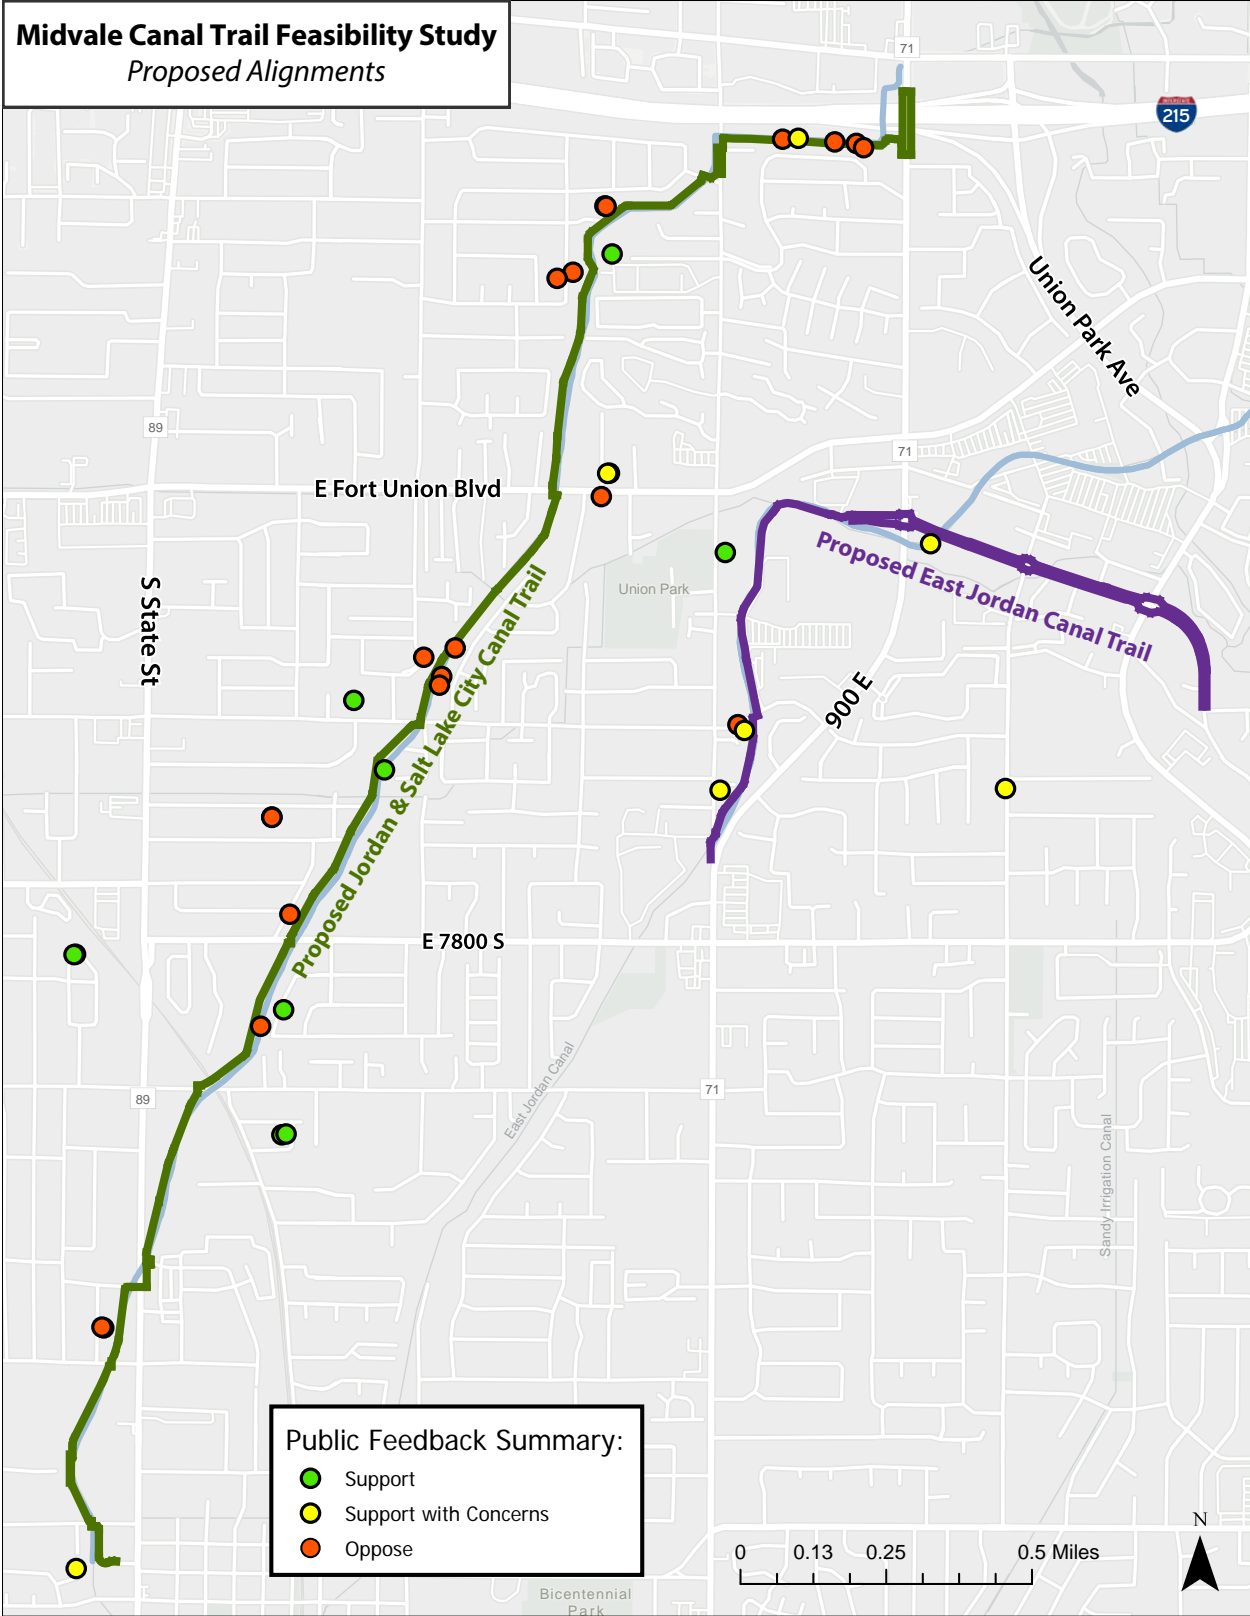 Midvale Canal Trail Feasibility Study
Proposed Alignments
71
INTERSTATE
215
Union Park Ave
89
71
E Fort Union Blvd
Proposed East Jordan Canal Trail
Union Park
S State St
Proposed Jordan & Salt Lake City Canal Trail
900 E
E 7800 S
East Jordan Canal
89
71
Sandy Irrigation Canal
Public Feedback Summary:
Support
Support with Concerns
Oppose
N
0 0.13 0.25 0.5 Miles
Bicentennial
Park